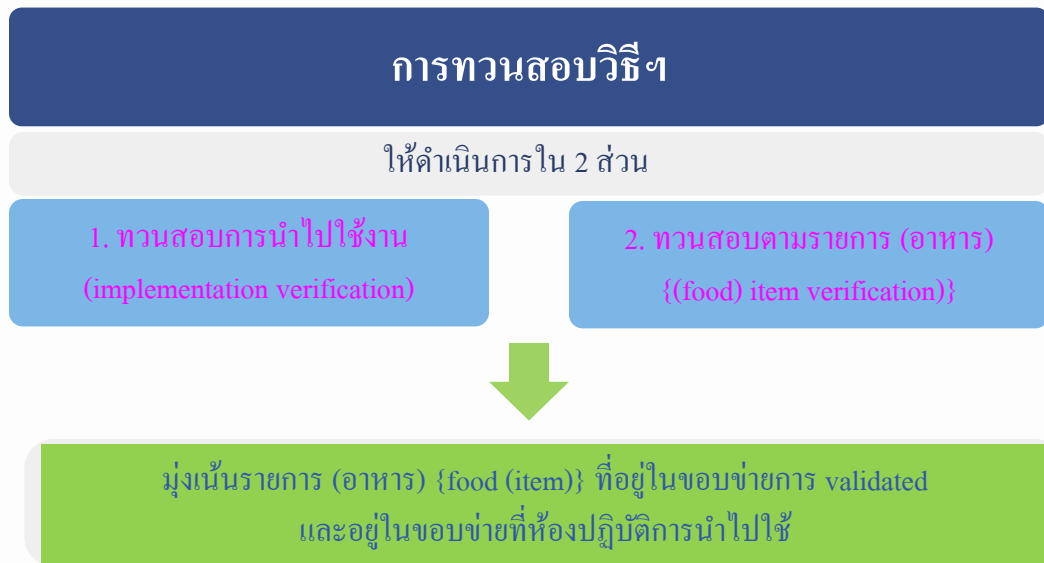 การทวนสอบวิธีฯ
ให้ดำเนินการใน 2 ส่วน
1. ทวนสอบการนำไปใช้งาน
(implementation verification)
2. ทวนสอบตามรายการ (อาหาร)
{(food) item verification)}
มุ่งเน้นรายการ (อาหาร) {food (item)} ที่อยู่ในขอบข่ายการ validated
และอยู่ในขอบข่ายที่ห้องปฏิบัติการนำไปใช้